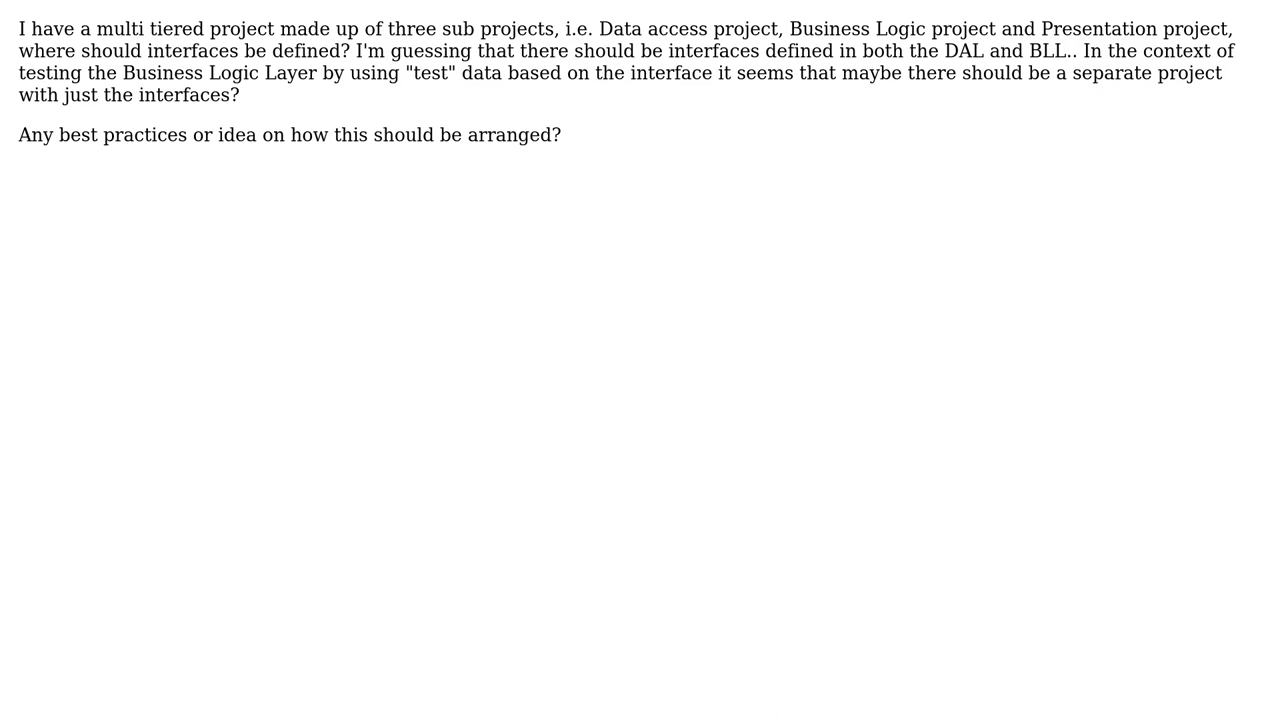 I have a multi tiered project made up of three sub projects, i.e. Data access project, Business Logic project and Presentation project,
where should interfaces be defined? I'm guessing that there should be interfaces defined in both the DAL and BLL.. In the context of
testing the Business Logic Layer by using "test" data based on the interface it seems that maybe there should be a separate project
with just the interfaces?
Any best practices or idea on how this should be arranged?